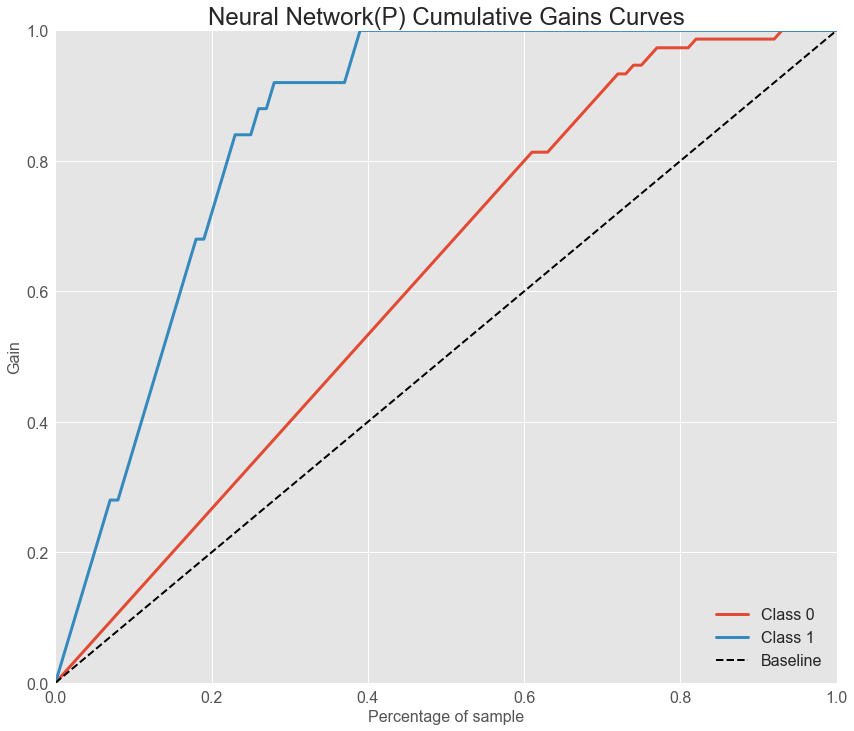 Neural Network(P) Cumulative Gains Curves
1.0
0.8
0.6
0.4
0.2
0.0
Gain
0.0 0.2 0.4 0.6 0.8 1.0
Percentage of sample
Class 0
Class 1
Baseline